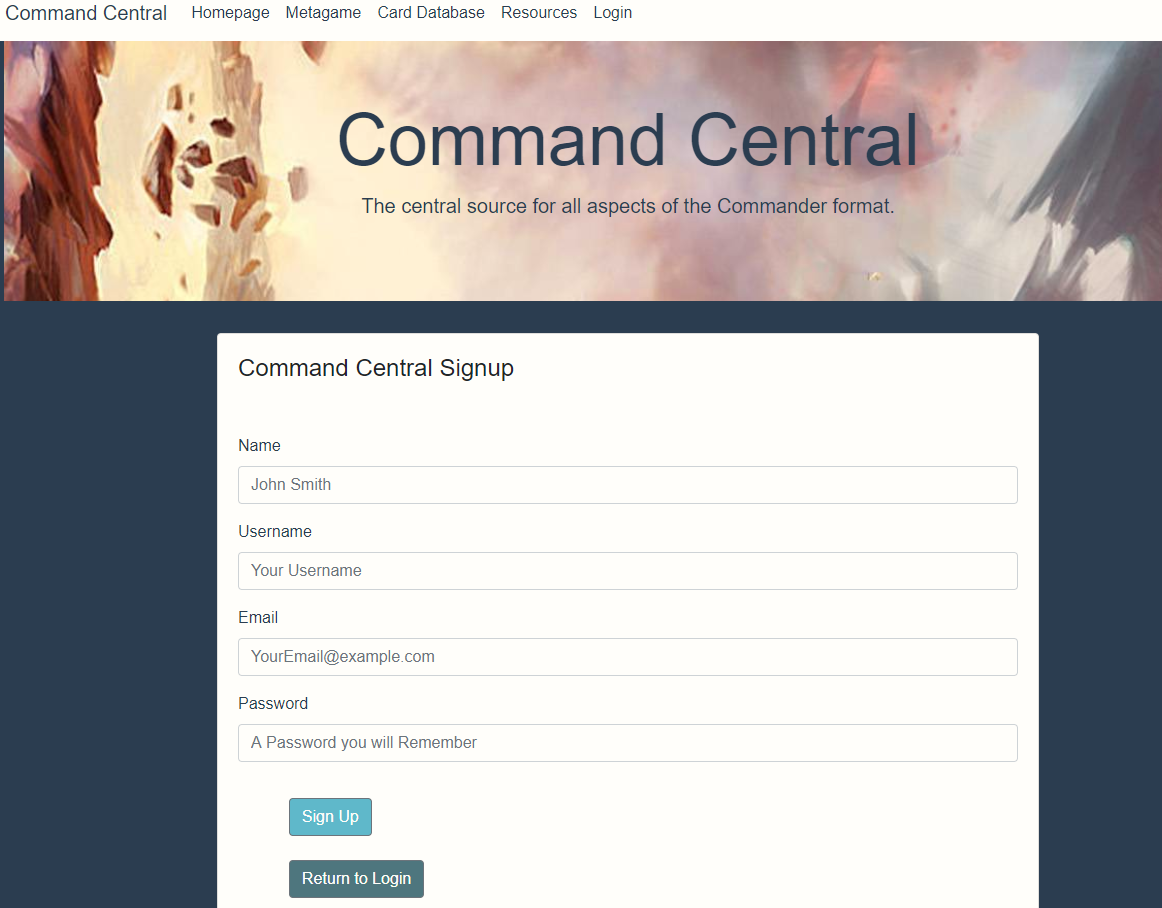 Command Central Homepage Metagame Card Database Resources Login
Command Central
The central source for all aspects of the Commander format.
Command Central Signup
Name
John Smith
Username
Your Username
Email
YourEmail@example.com
Password
A Password you will Remember
Sign Up
Return to Login